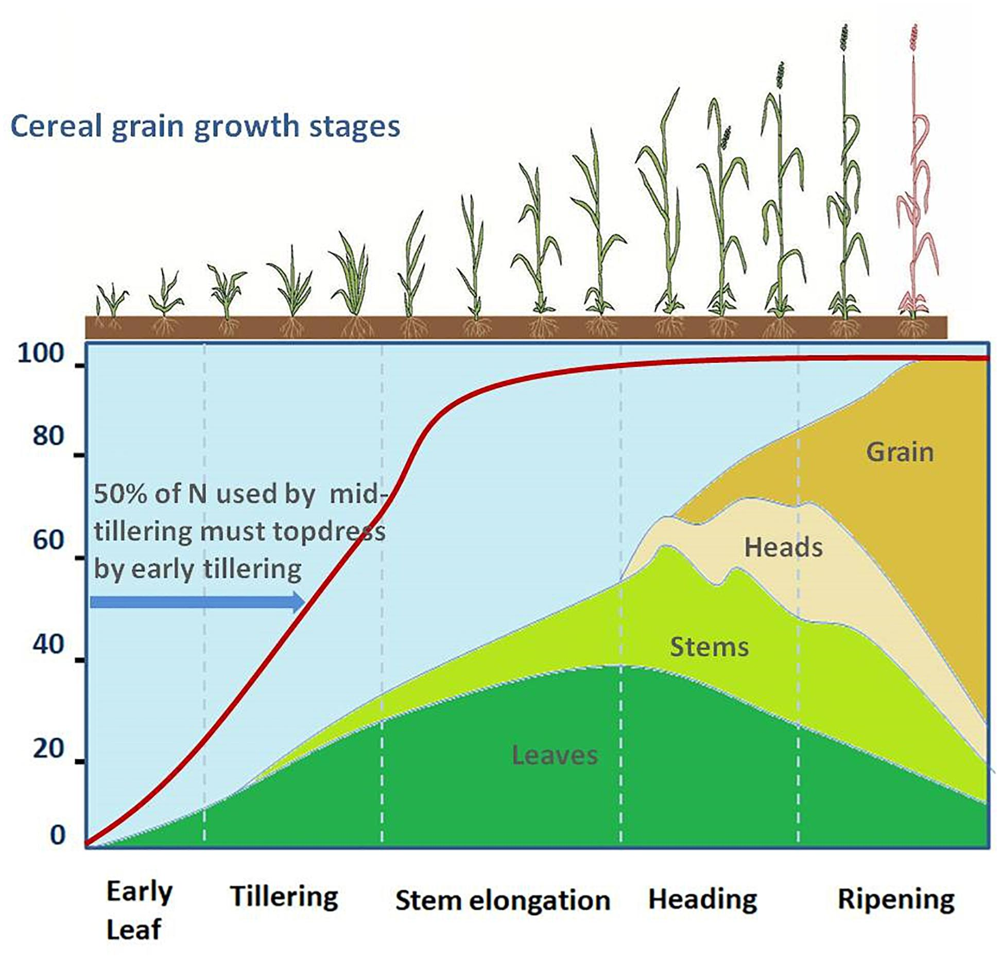 Cereal grain growth stages
100
80
60
40
20
0
50% of N used by mid-
tillering must topdress
by early tillering
Grain
Heads
Stems
Leaves
Early
Leaf
Tillering
Stem elongation
Heading
Ripening